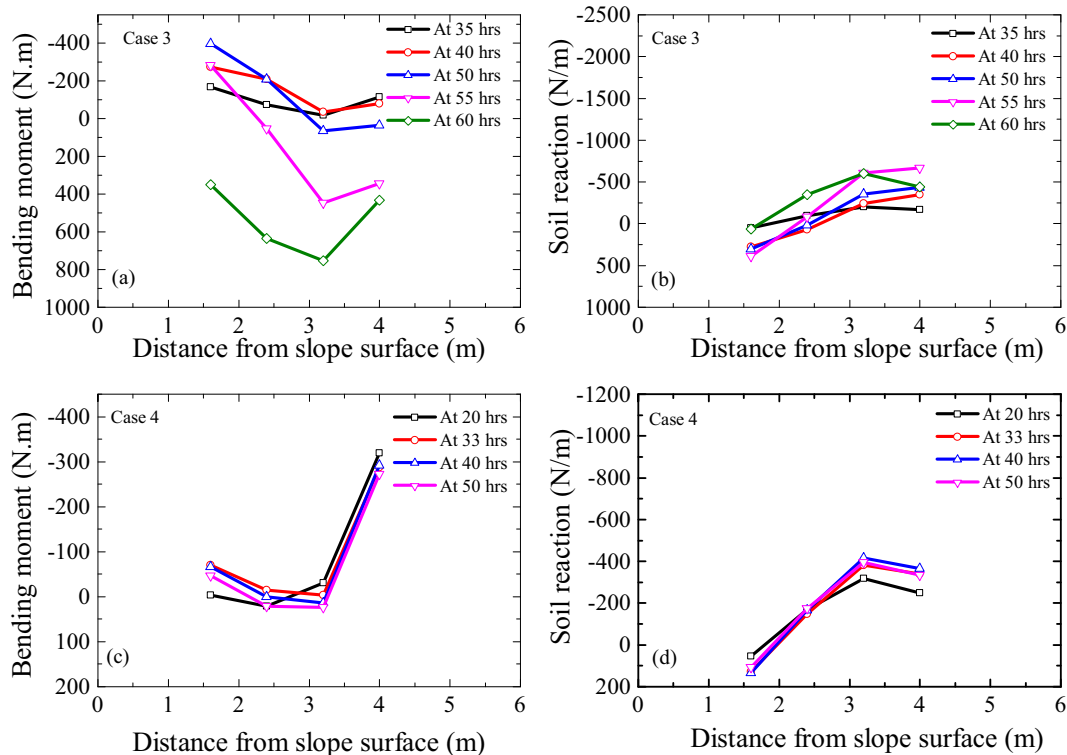 Case 3
At 35 hrs
At 40 hrs
At 50 hrs
At 55 hrs
At 60 hrs
-400
-200
0
200
400
600
800
1000
Bending moment (N.m)
(a)
0 1 2 3 4 5 6
Distance from slope surface (m)
Case 3
At 35 hrs
At 40 hrs
At 50 hrs
At 55 hrs
At 60 hrs
-2500
-2000
-1500
-1000
-500
0
500
1000
Soil reaction (N/m)
(b)
0 1 2 3 4 5 6
Distance from slope surface (m)
Case 4
At 20 hrs
At 33 hrs
At 40 hrs
At 50 hrs
-400
-300
-200
-100
0
100
200
Bending moment (N.m)
(c)
0 1 2 3 4 5 6
Distance from slope surface (m)
Case 4
At 20 hrs
At 33 hrs
At 40 hrs
At 50 hrs
-1200
-1000
-800
-600
-400
-200
0
200
Soil reaction (N/m)
(d)
0 1 2 3 4 5 6
Distance from slope surface (m)